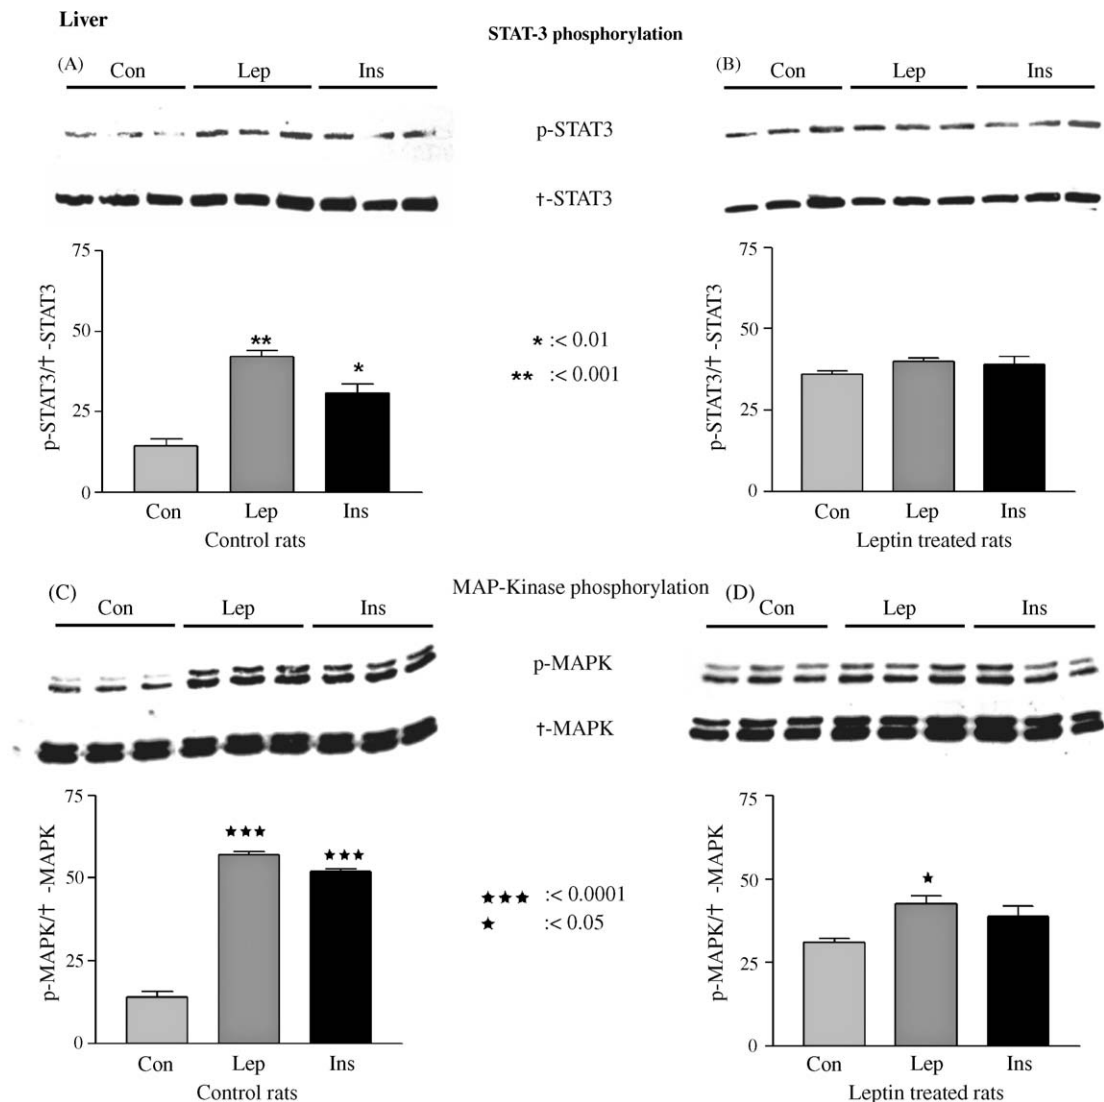 Liver
STAT-3 phosphorylation
(A) Con Lep Ins
(B) Con Lep Ins
p-STAT3
†-STAT3
75
50
25
0
p-STAT3/† -STAT3
** *
Con Lep Ins
Control rats
* :< 0.01
** :< 0.001
75
50
25
0
p-STAT3/† -STAT3
Con Lep Ins
Leptin treated rats
MAP-Kinase phosphorylation
(C) Con Lep Ins
(D) Con Lep Ins
p-MAPK
†-MAPK
75
50
25
0
p-MAPK/† -MAPK
★★★ ★★★
Con Lep Ins
Control rats
★★★ :< 0.0001
★ :< 0.05
75
50
25
0
p-MAPK/† -MAPK
★
Con Lep Ins
Leptin treated rats